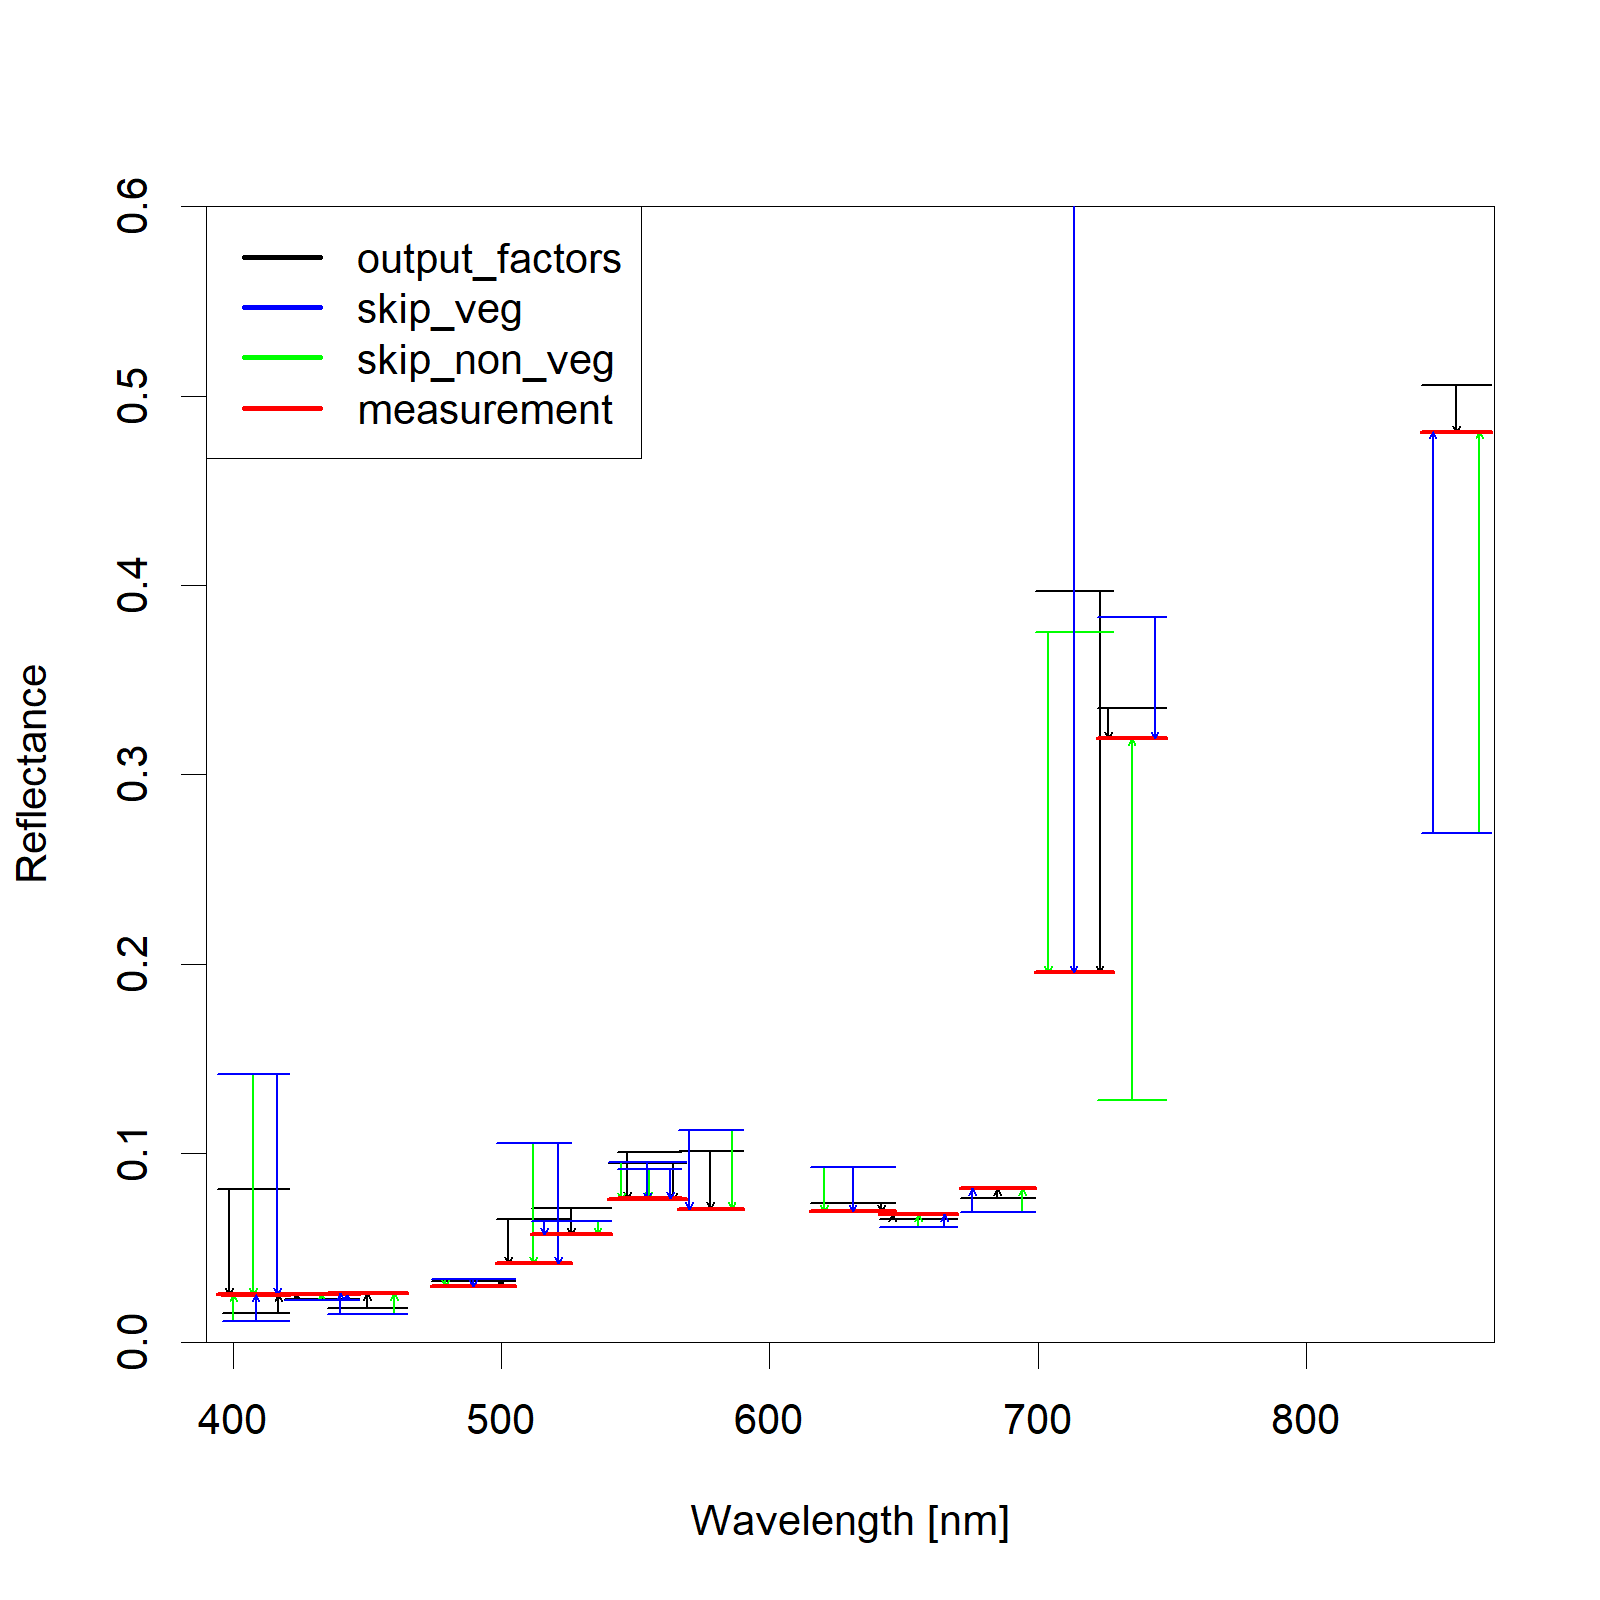 output_factors
skip_veg
skip_non_veg
measurement
0.6
0.5
0.4
0.3
0.2
0.1
0.0
Reflectance
400 500 600 700 800
Wavelength [nm]